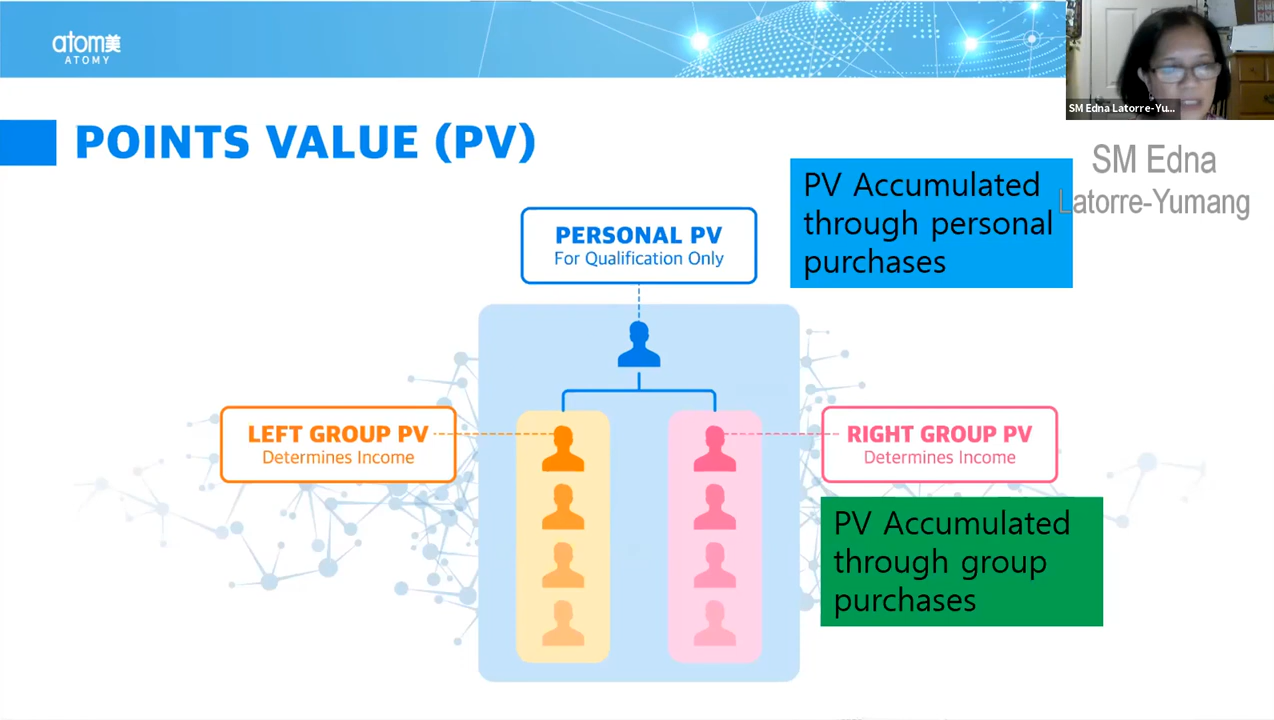 atom美
ATOMY
SM Edna Latorre-Yu...
POINTS VALUE (PV)
SM Edna
Latorre-Yumang
PV Accumulated
through personal
purchases
PERSONAL PV
For Qualification Only
LEFT GROUP PV
Determines Income
RIGHT GROUP PV
Determines Income
PV Accumulated
through group
purchases